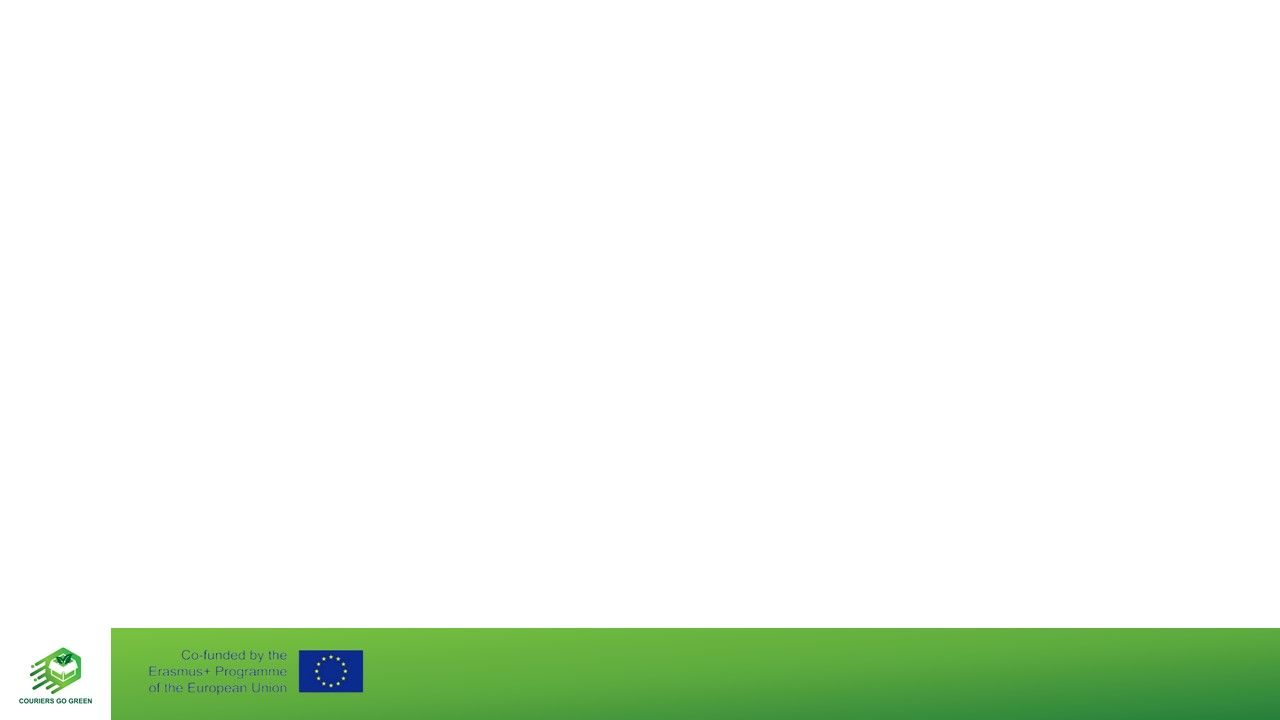 COURIERS GO GREEN
Co-funded by the
Erasmus+ Programme
of the European Union